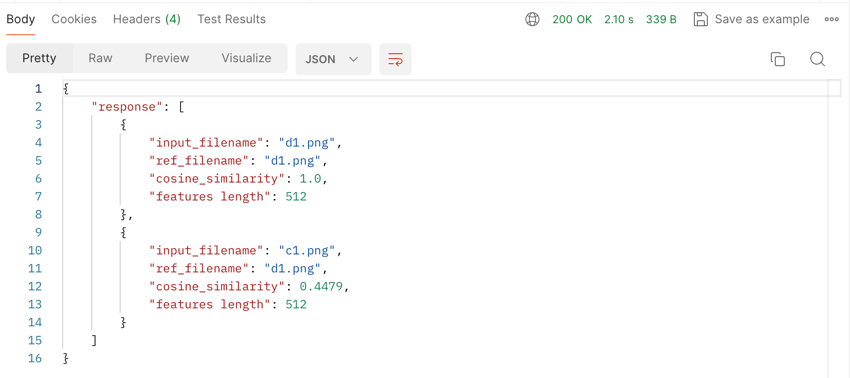 Body Cookies Headers (4) Test Results 200 OK 2.10 s 339 B Save as example
Pretty Raw Preview Visualize JSON
1 {
2 "response": [
3 {
4 "input_filename": "d1.png",
5 "ref_filename": "d1.png",
6 "cosine_similarity": 1.0,
7 "features length": 512
8 },
9 {
10 "input_filename": "c1.png",
11 "ref_filename": "d1.png",
12 "cosine_similarity": 0.4479,
13 "features length": 512
14 }
15 ]
16 }